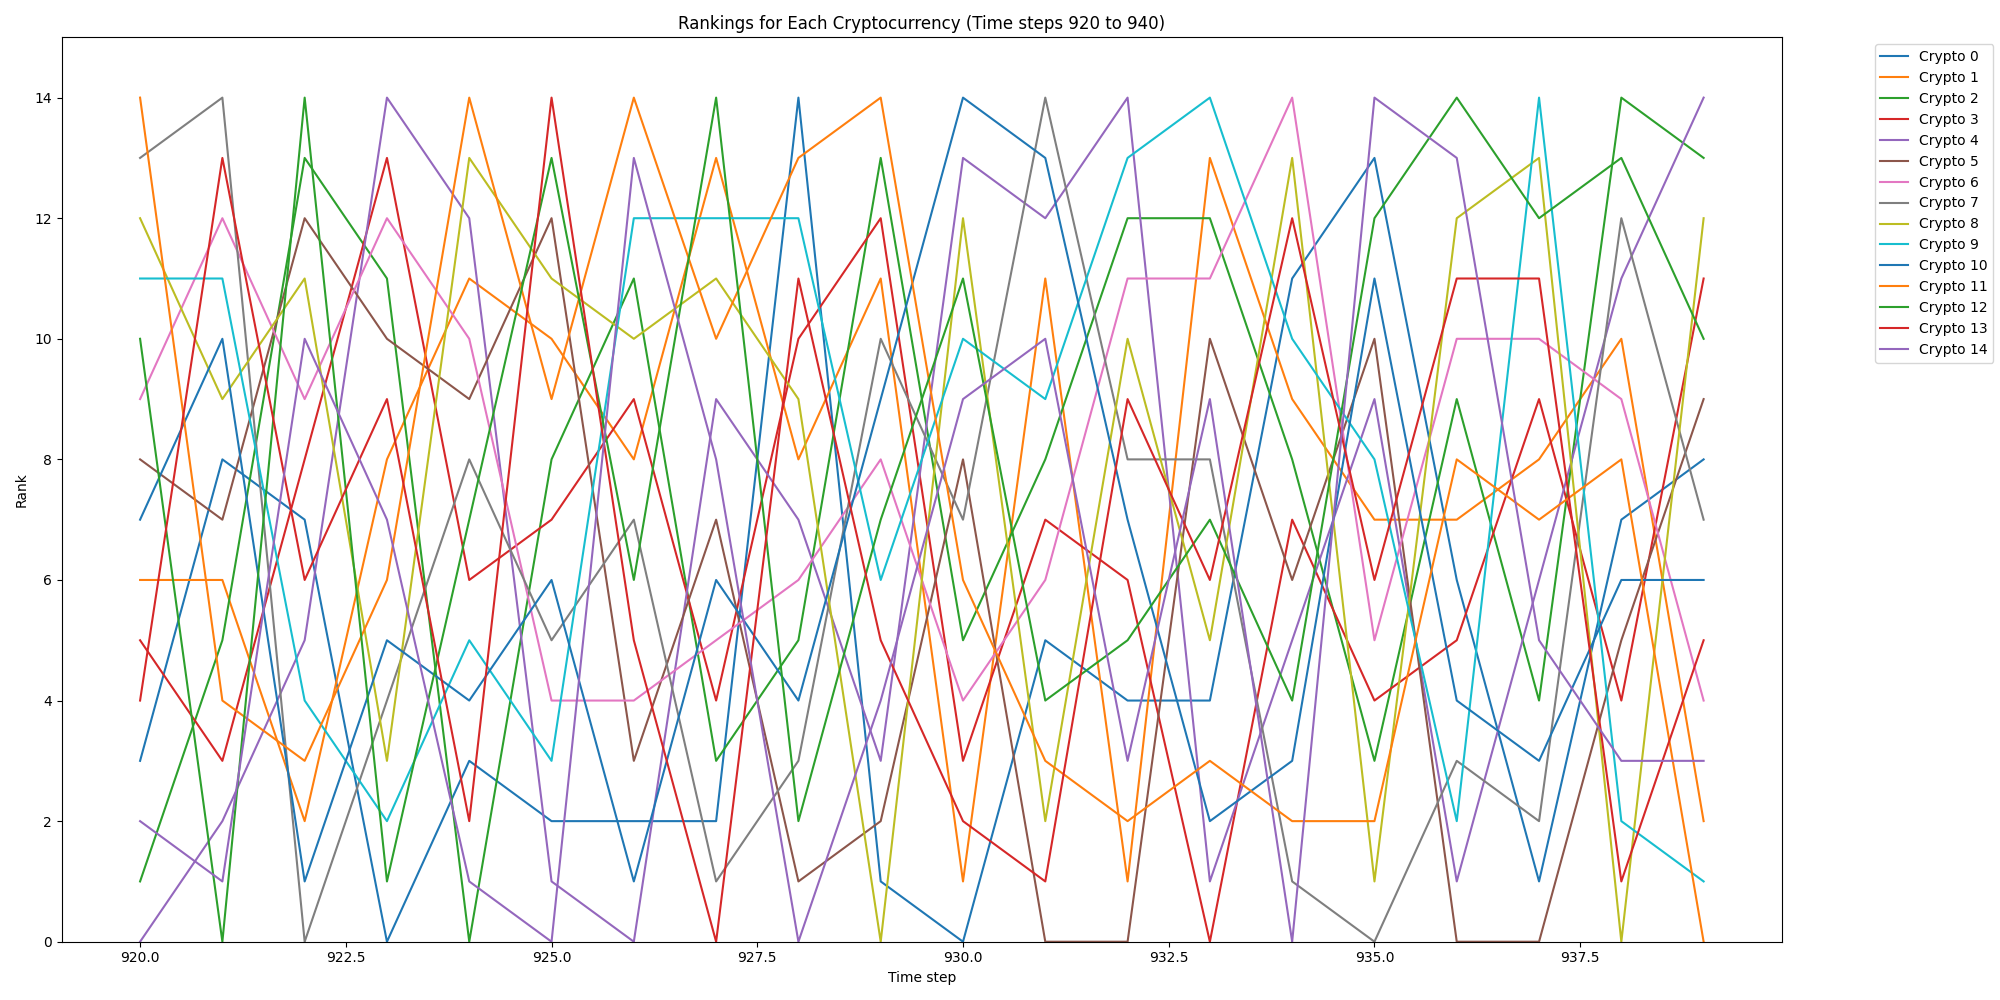 Rankings for Each Cryptocurrency (Time steps 920 to 940)
Rank
14
12
10
8
6
4
2
0
920.0 922.5 925.0 927.5 930.0 932.5 935.0 937.5
Time step
Crypto 0
Crypto 1
Crypto 2
Crypto 3
Crypto 4
Crypto 5
Crypto 6
Crypto 7
Crypto 8
Crypto 9
Crypto 10
Crypto 11
Crypto 12
Crypto 13
Crypto 14